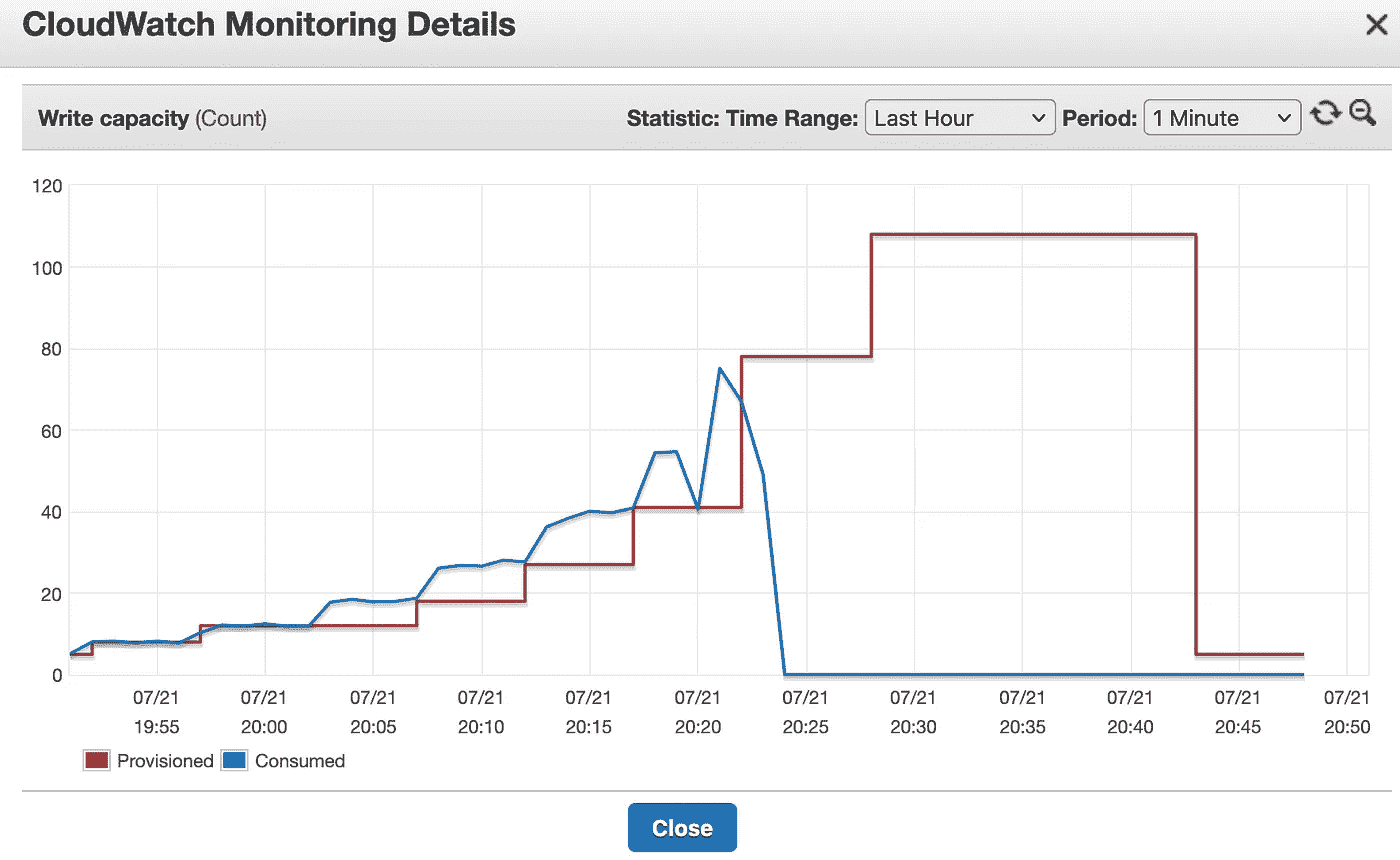 CloudWatch Monitoring Details
Write capacity (Count) Statistic: Time Range: Last Hour Period: 1 Minute
120
100
80
60
40
20
0
07/21 07/21 07/21 07/21 07/21 07/21 07/21 07/21 07/21 07/21 07/21 07/21
19:55 20:00 20:05 20:10 20:15 20:20 20:25 20:30 20:35 20:40 20:45 20:50
Provisioned Consumed
Close